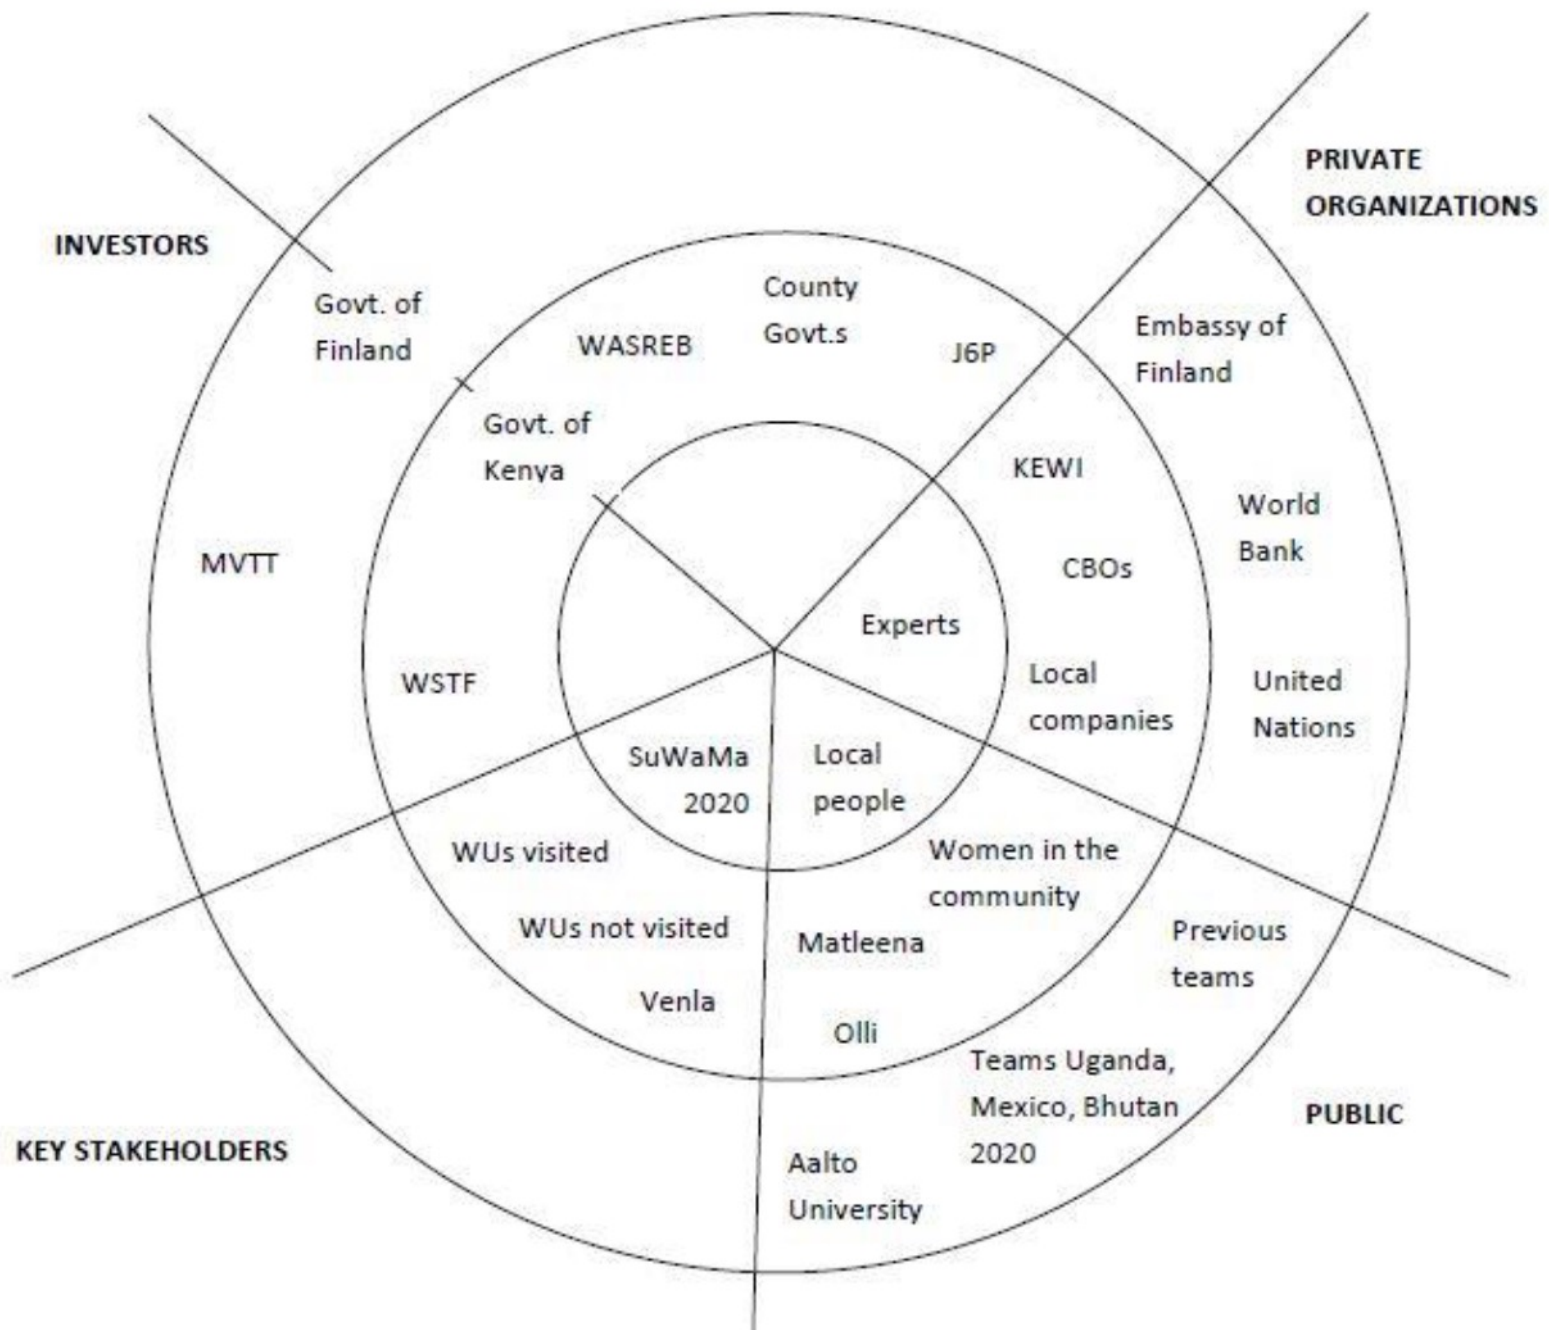 PRIVATE
ORGANIZATIONS
INVESTORS
Govt. of
Finland
County
Govt.s
WASREB
J6P
Embassy of
Finland
Govt. of
Kenya
KEWI
World
Bank
MVTT
CBOs
Experts
WSTF
Local
companies
United
Nations
SuWaMa
2020
Local
people
WUs visited
Women in the
community
WUs not visited
Matleena
Previous
teams
Venla
Olli
Teams Uganda,
Mexico, Bhutan
2020
PUBLIC
KEY STAKEHOLDERS
Aalto
University